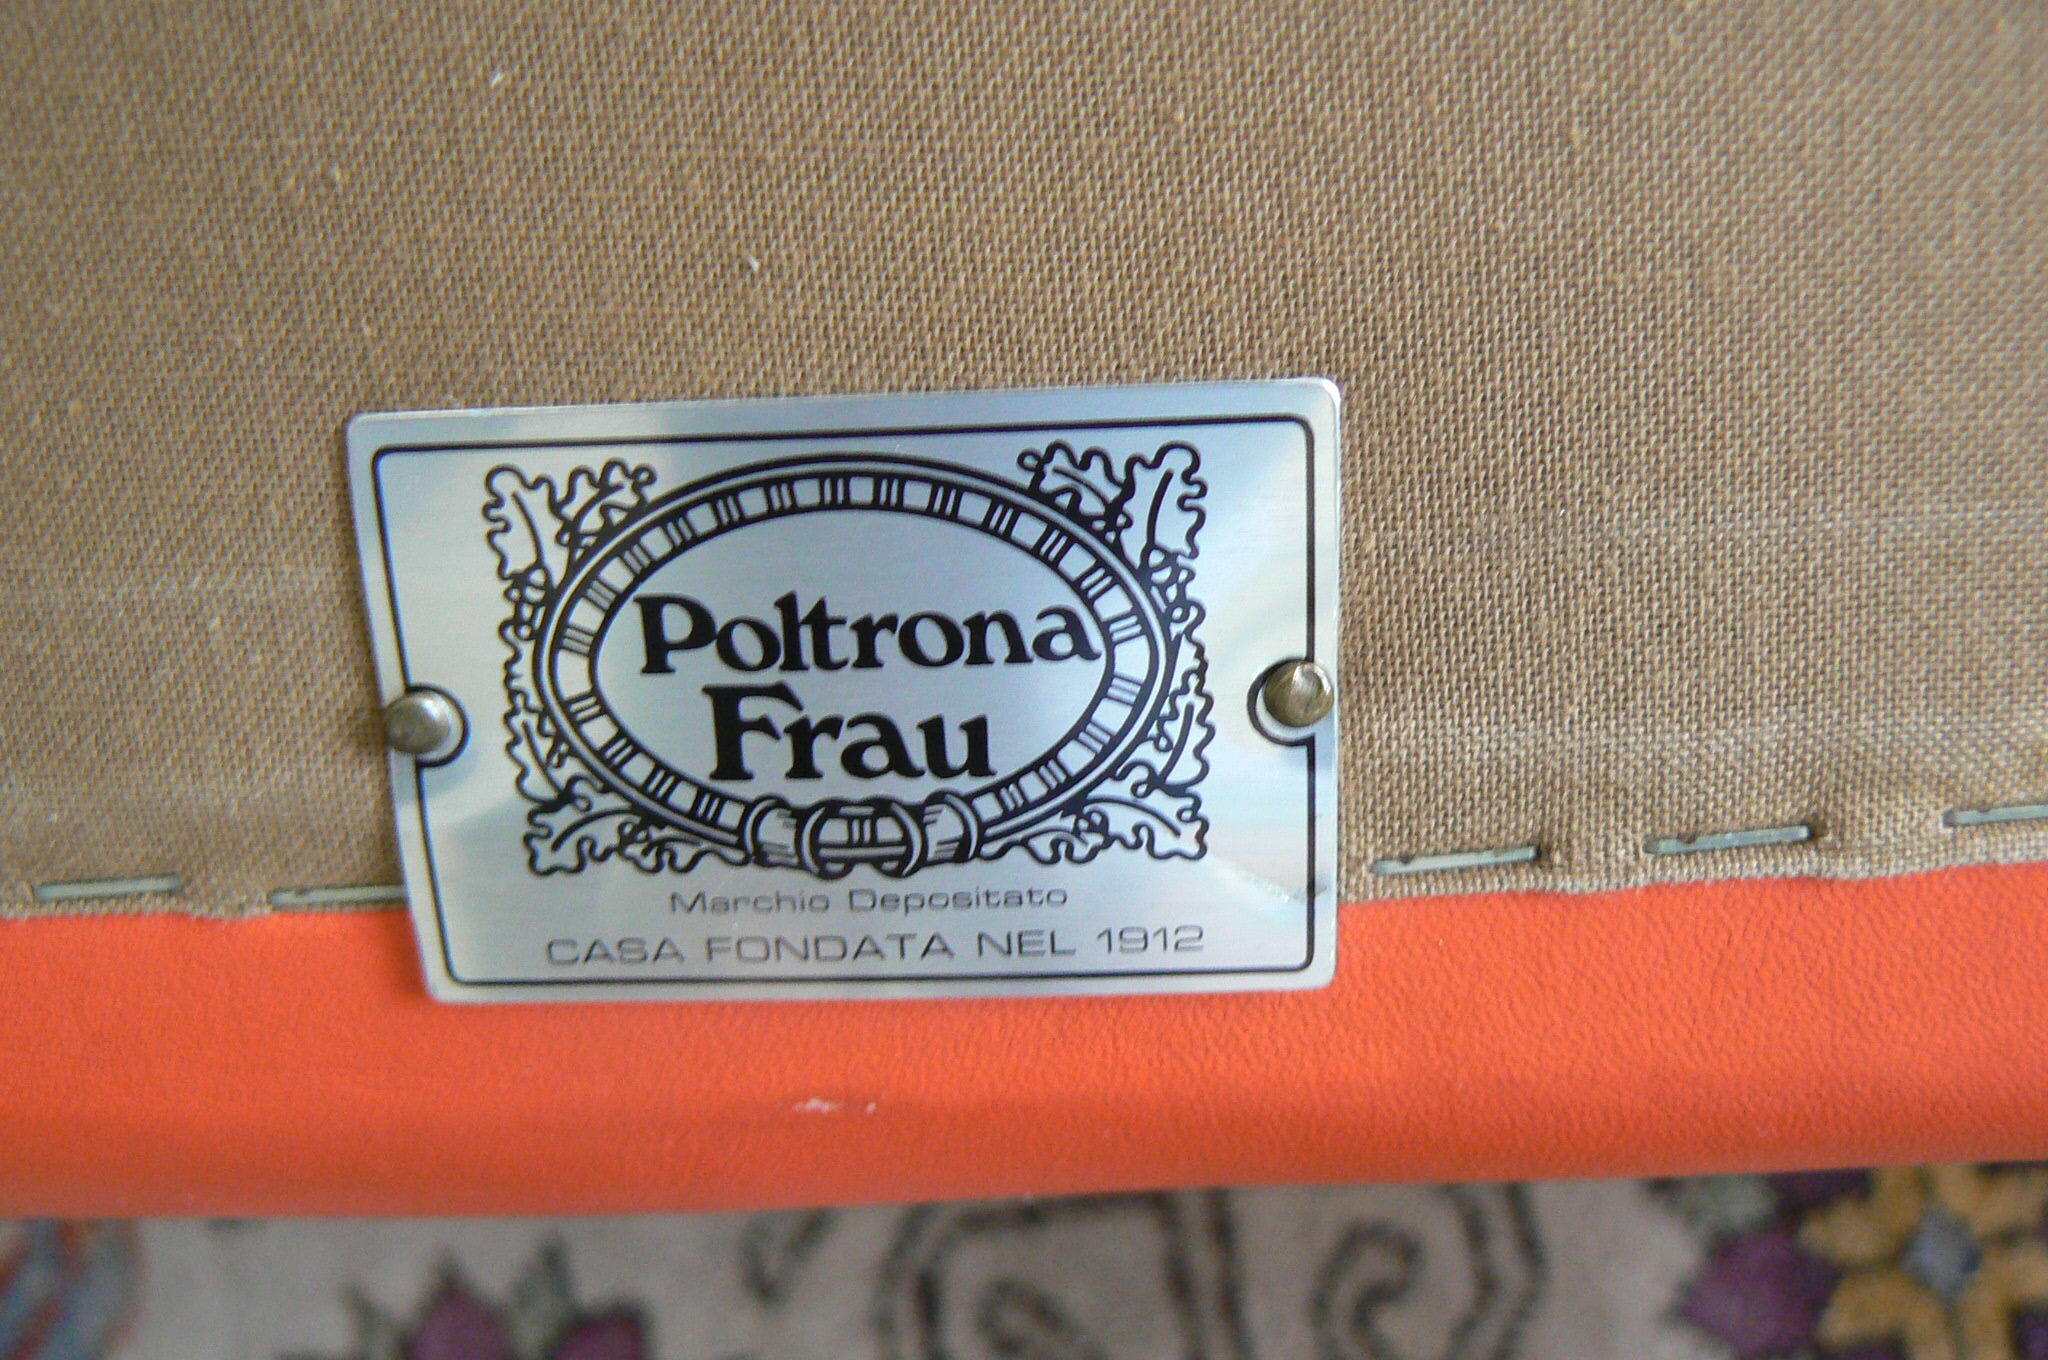 Poltrona
Frau
Marchio Depositato
CASA FONDATA NEL 1912